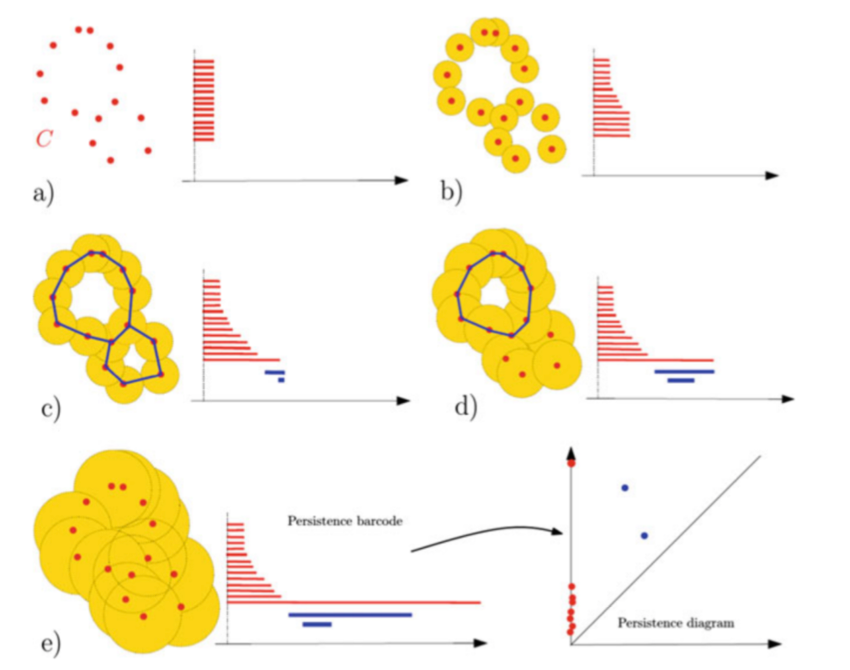 C
a)
b)
c)
d)
Persistence barcode
Persistence diagram
e)